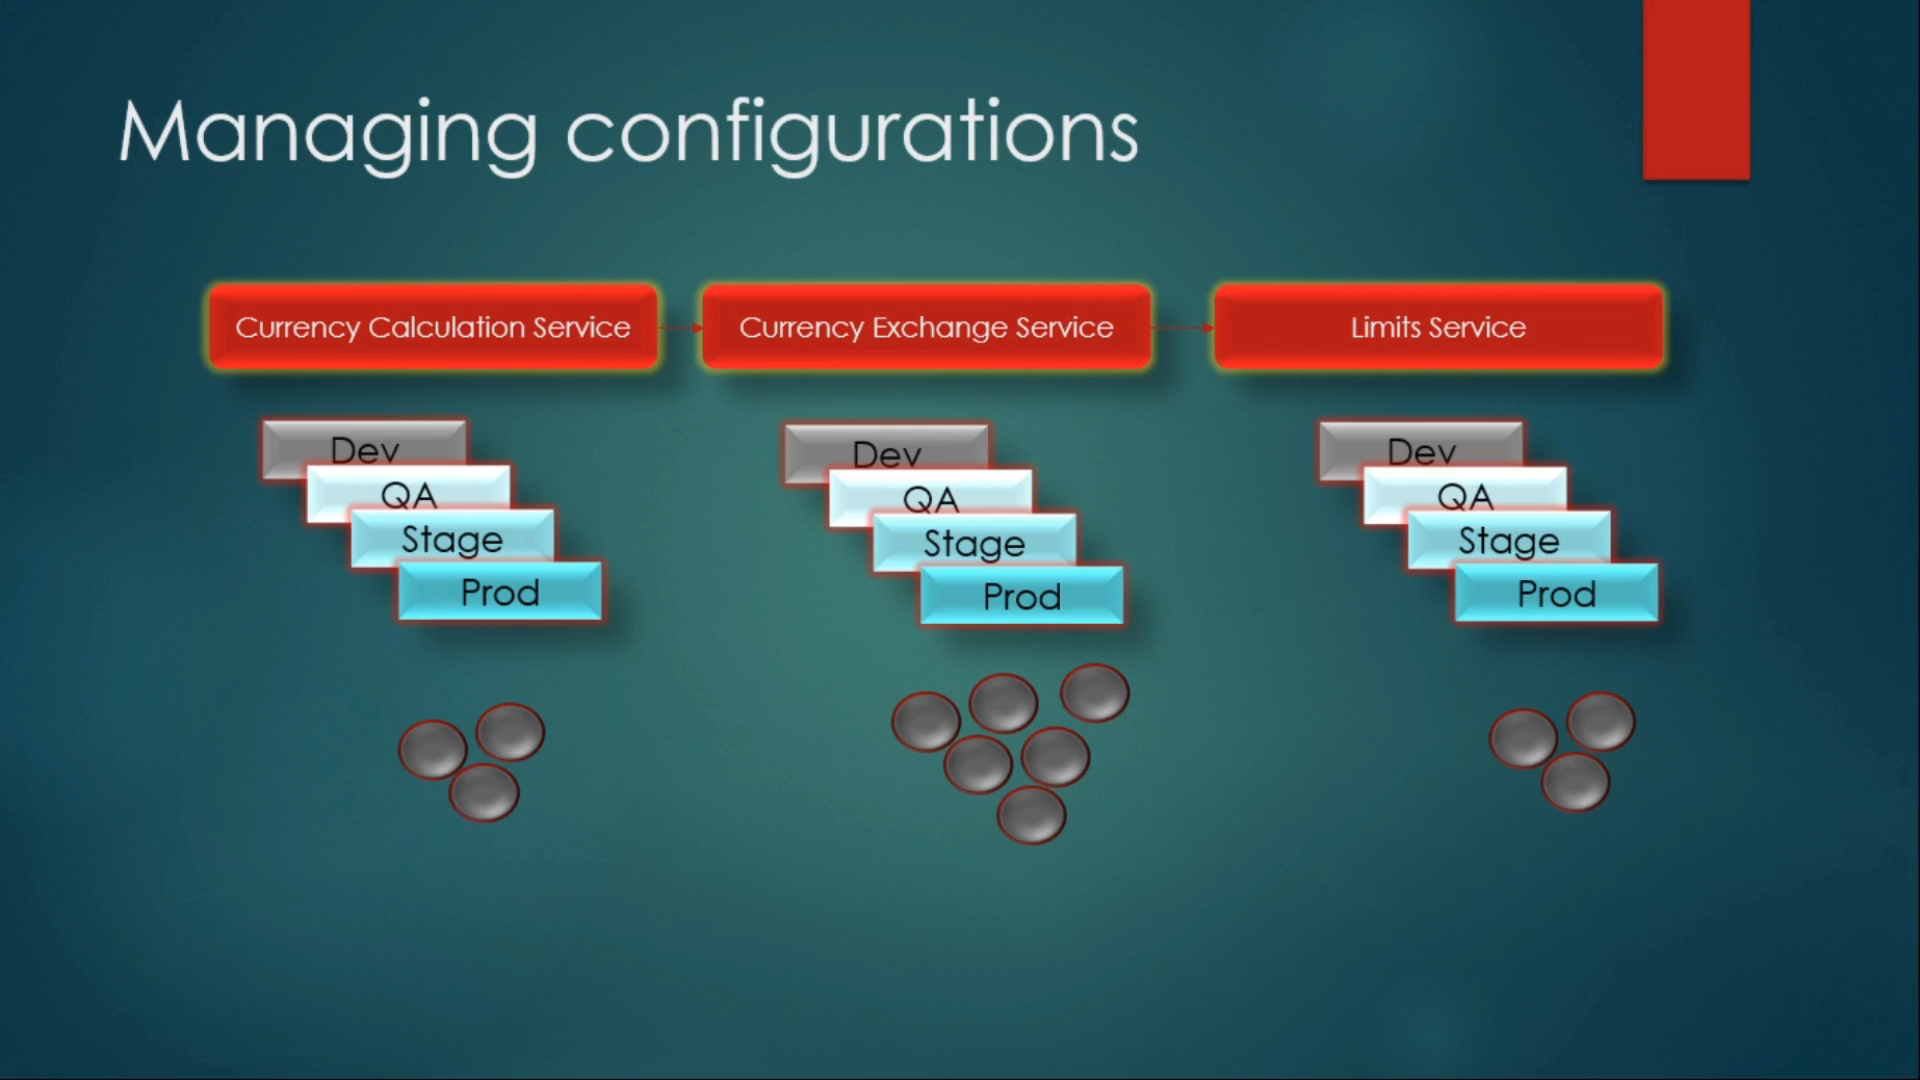 Managing configurations
Currency Calculation Service
Currency Exchange Service
Limits Service
Dev
QA
Stage
Prod
Dev
QA
Stage
Prod
Dev
QA
Stage
Prod